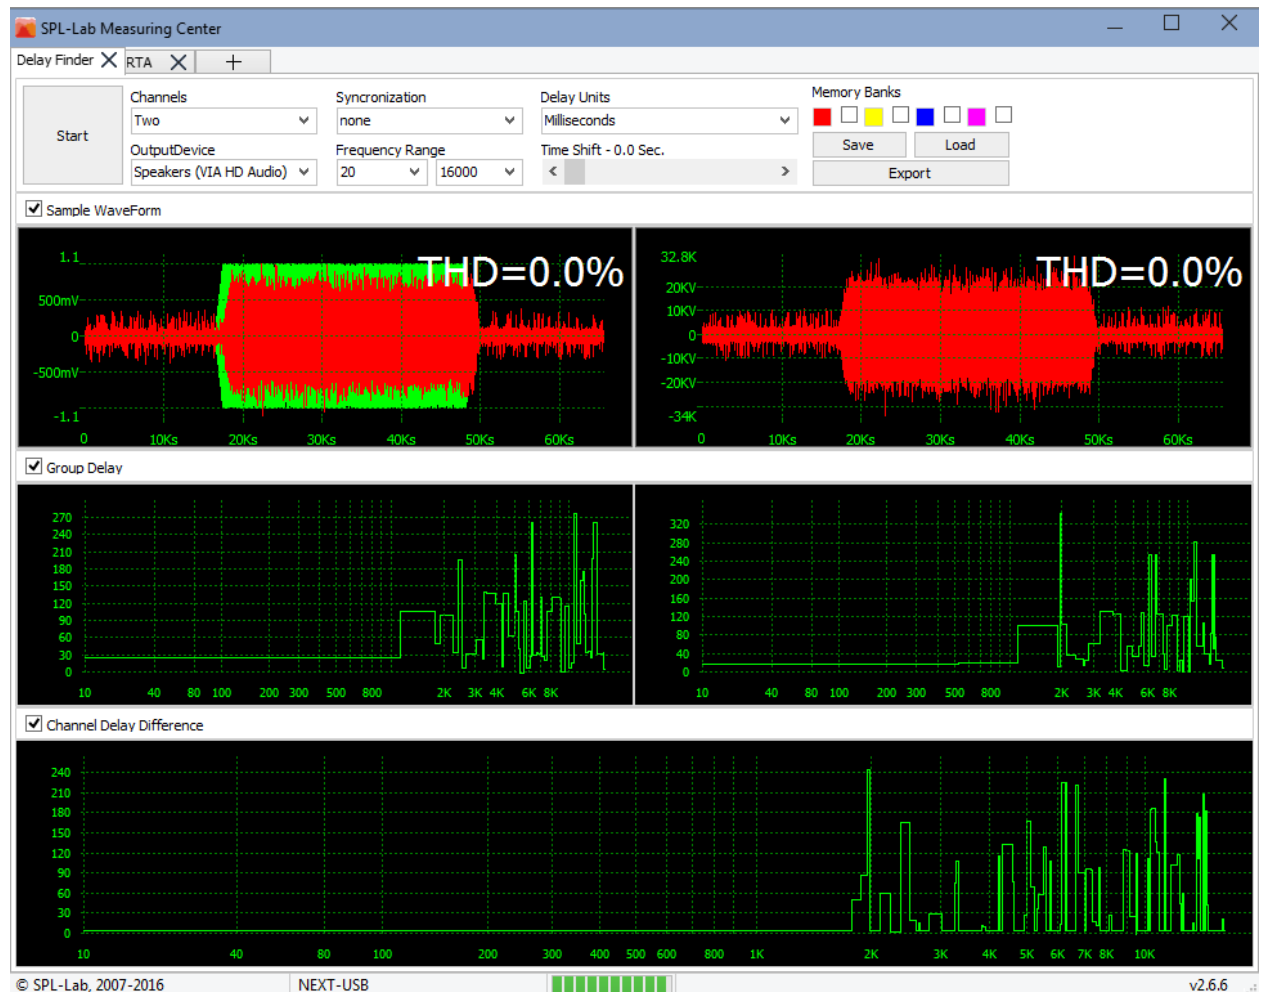 SPL-Lab Measuring Center
Delay Finder RTA +
Start
Channels
Two
OutputDevice
Speakers (VIA HD Audio)
Syncronization
none
Frequency Range
20 16000
Delay Units
Milliseconds
Time Shift - 0.0 Sec.
Memory Banks
Save Load
Export
Sample WaveForm
THD=0.0%
1.1
500mV
0
-500mV
-1.1
0 10Ks 20Ks 30Ks 40Ks 50Ks 60Ks
THD=0.0%
32.8K
20KV
10KV
0
-10KV
-20KV
-34K
0 10Ks 20Ks 30Ks 40Ks 50Ks 60Ks
Group Delay
270
240
210
180
150
120
90
60
30
0
10 40 80 100 200 300 500 800 2K 3K 4K 6K 8K
320
280
240
200
160
120
80
40
0
10 40 80 100 200 300 500 800 2K 3K 4K 6K 8K
Channel Delay Difference
240
210
180
150
120
90
60
30
0
10 40 80 100 200 300 400 500 600 800 1K 2K 3K 4K 5K 6K 7K 8K 10K
© SPL-Lab, 2007-2016 NEXT-USB v2.6.6